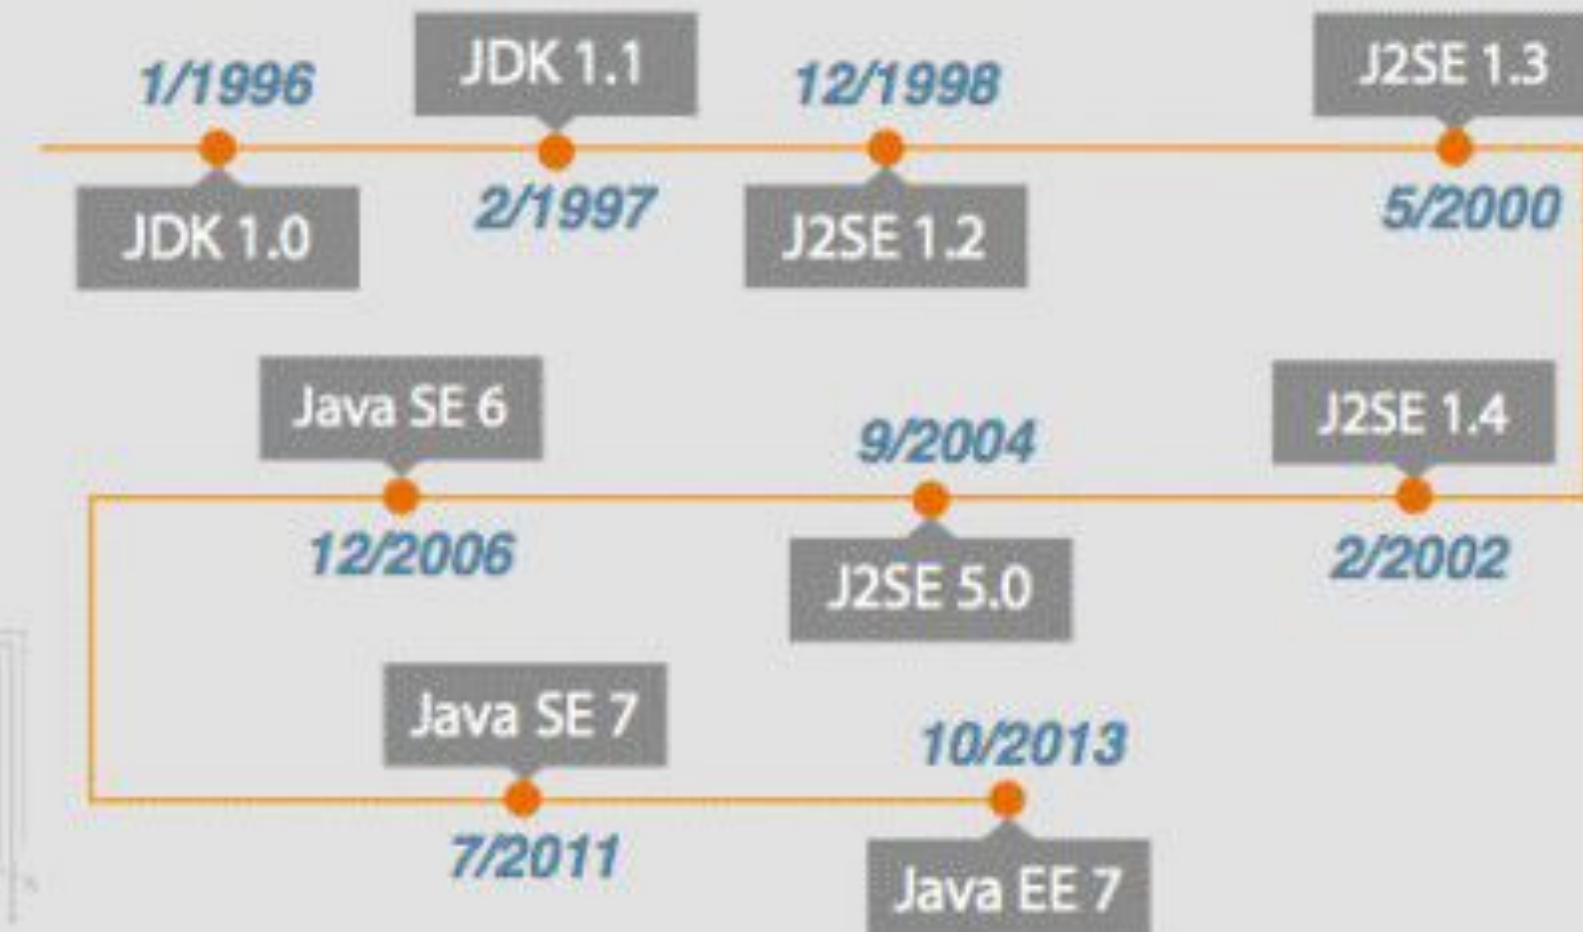 1/1996
JDK 1.0
JDK 1.1
2/1997
12/1998
J2SE 1.2
J2SE 1.3
5/2000
J2SE 1.4
2/2002
9/2004
J2SE 5.0
Java SE 6
12/2006
Java SE 7
7/2011
10/2013
Java EE 7